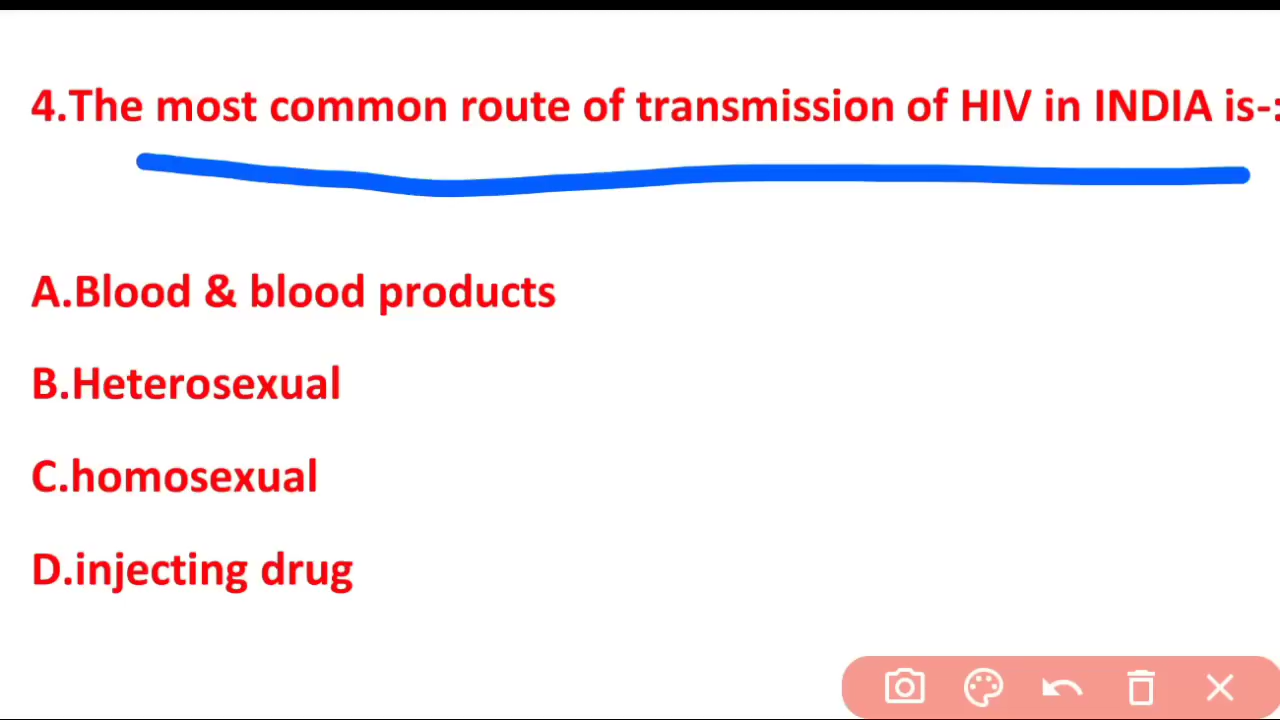 4.The most common route of transmission of HIV in INDIA is-:
A.Blood & blood products
B.Heterosexual
C.homosexual
D.injecting drug